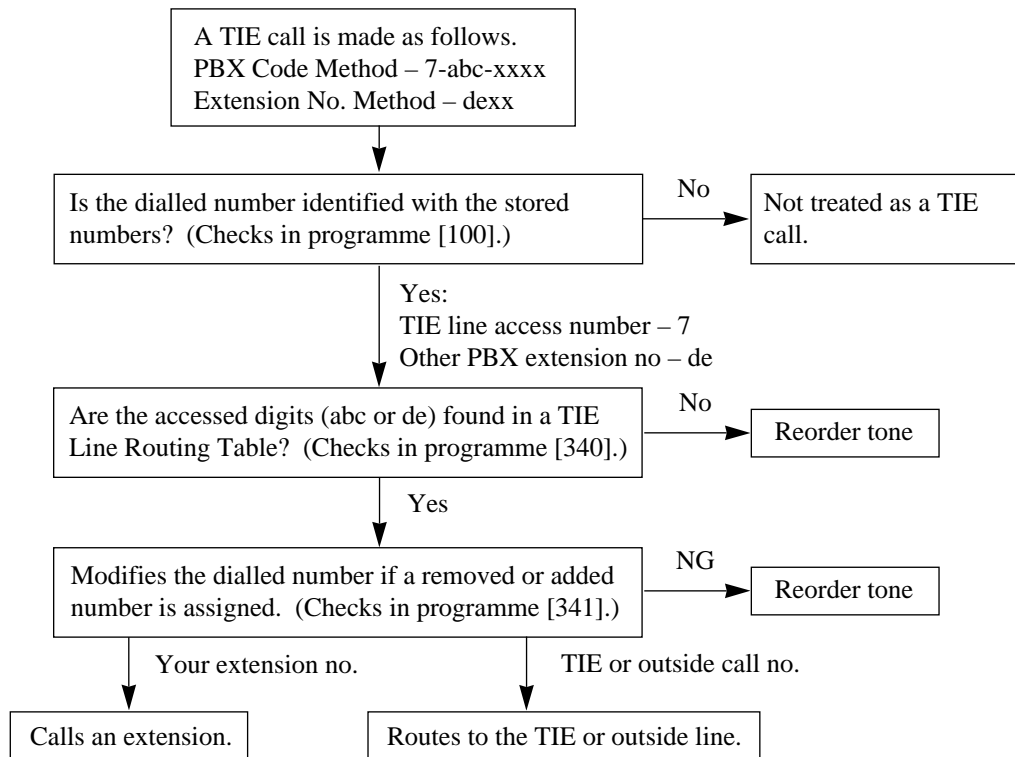 A TIE call is made as follows.
PBX Code Method – 7-abc-xxxx
Extension No. Method – dexx
Is the dialled number identified with the stored
numbers? (Checks in programme [100].)
No
Not treated as a TIE
call.
Yes:
TIE line access number – 7
Other PBX extension no – de
Are the accessed digits (abc or de) found in a TIE
Line Routing Table? (Checks in programme [340].)
No
Reorder tone
Yes
Modifies the dialled number if a removed or added
number is assigned. (Checks in programme [341].)
NG
Reorder tone
Your extension no.
TIE or outside call no.
Calls an extension.
Routes to the TIE or outside line.